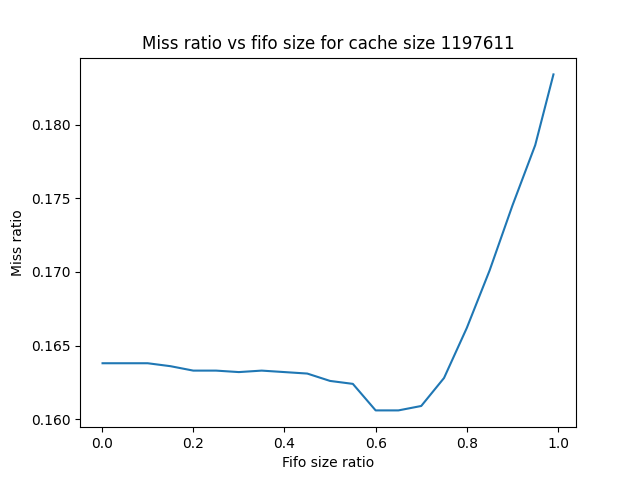 Miss ratio vs fifo size for cache size 1197611
0.180
0.175
0.170
0.165
0.160
Miss ratio
0.0 0.2 0.4 0.6 0.8 1.0
Fifo size ratio